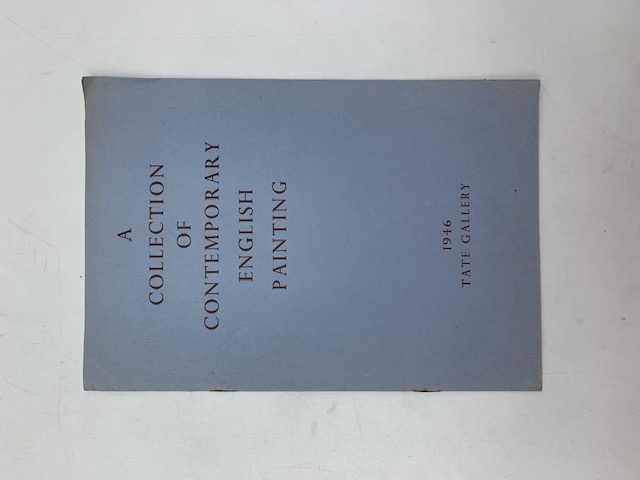 A
COLLECTION
OF
CONTEMPORARY
ENGLISH
PAINTING
1946
TATE GALLERY